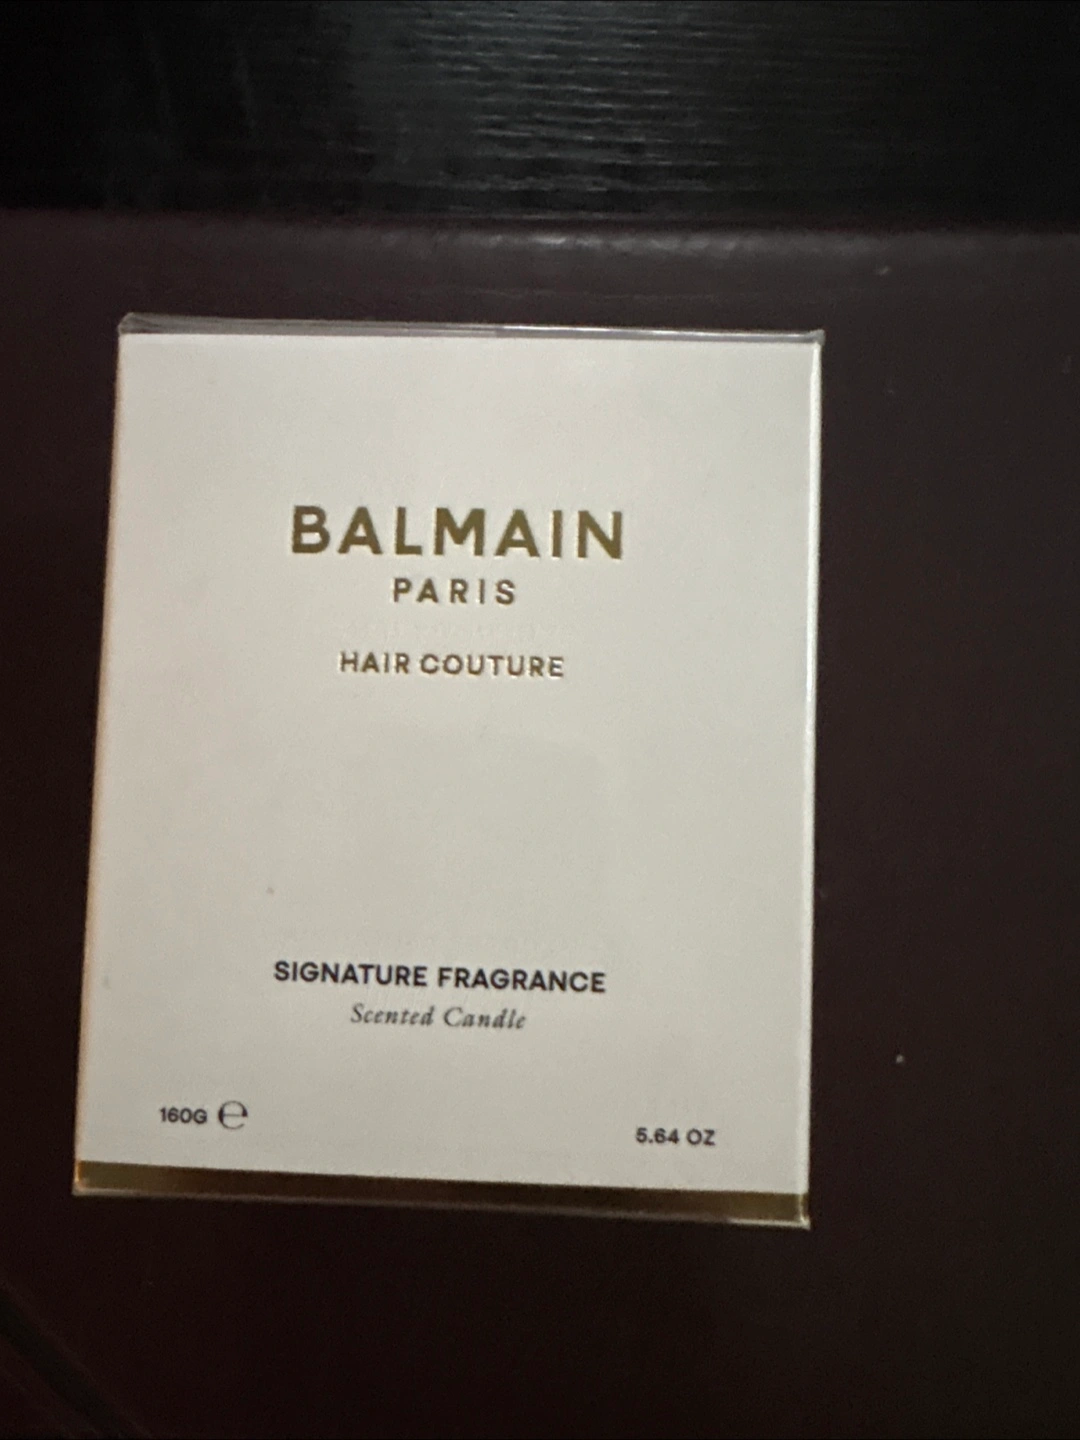 BALMAIN
PARIS
HAIR COUTURE
SIGNATURE FRAGRANCE
Scented Candle
160G ℮
5.64 OZ